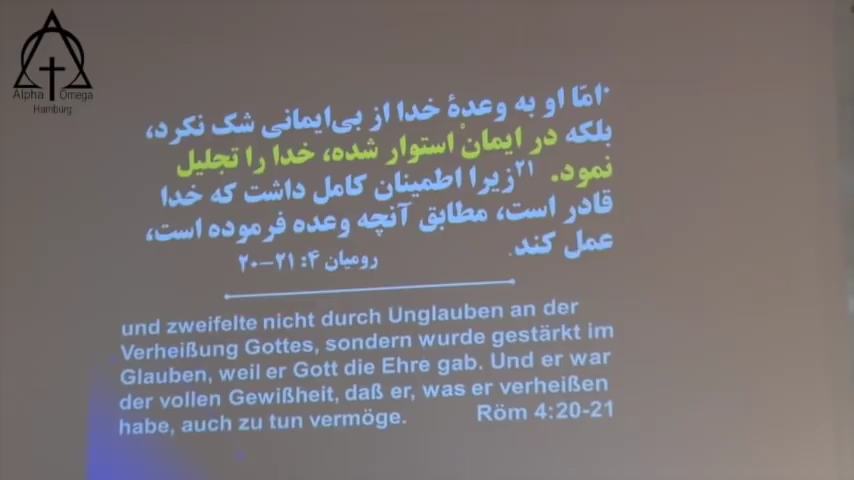 Alpha Omega
Hamburg
امّا او به وعدهٔ خدا از بی‌ایمانی شک نکرد،
بلکه در ایمانْ استوار شده، خدا را تجلیل
نمود. ۲۱زیرا اطمینان کامل داشت که خدا
قادر است، مطابق آنچه وعده فرموده است،
عمل کند.
رومیان ۴: ۲۱-۲۰
und zweifelte nicht durch Unglauben an der
Verheißung Gottes, sondern wurde gestärkt im
Glauben, weil er Gott die Ehre gab. Und er war
der vollen Gewißheit, daß er, was er verheißen
habe, auch zu tun vermöge. Röm 4:20-21